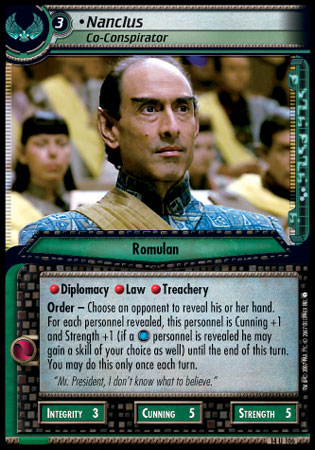 3
• Nanclus
Co-Conspirator
Romulan
Diplomacy Law Treachery
Order – Choose an opponent to reveal his or her hand.
For each personnel revealed, this personnel is Cunning +1
and Strength +1 (if a personnel is revealed he may
gain a skill of your choice as well) until the end of this turn.
You may do this only once each turn.
“Mr. President, I don’t know what to believe.”
INTEGRITY 3 CUNNING 5 STRENGTH 5